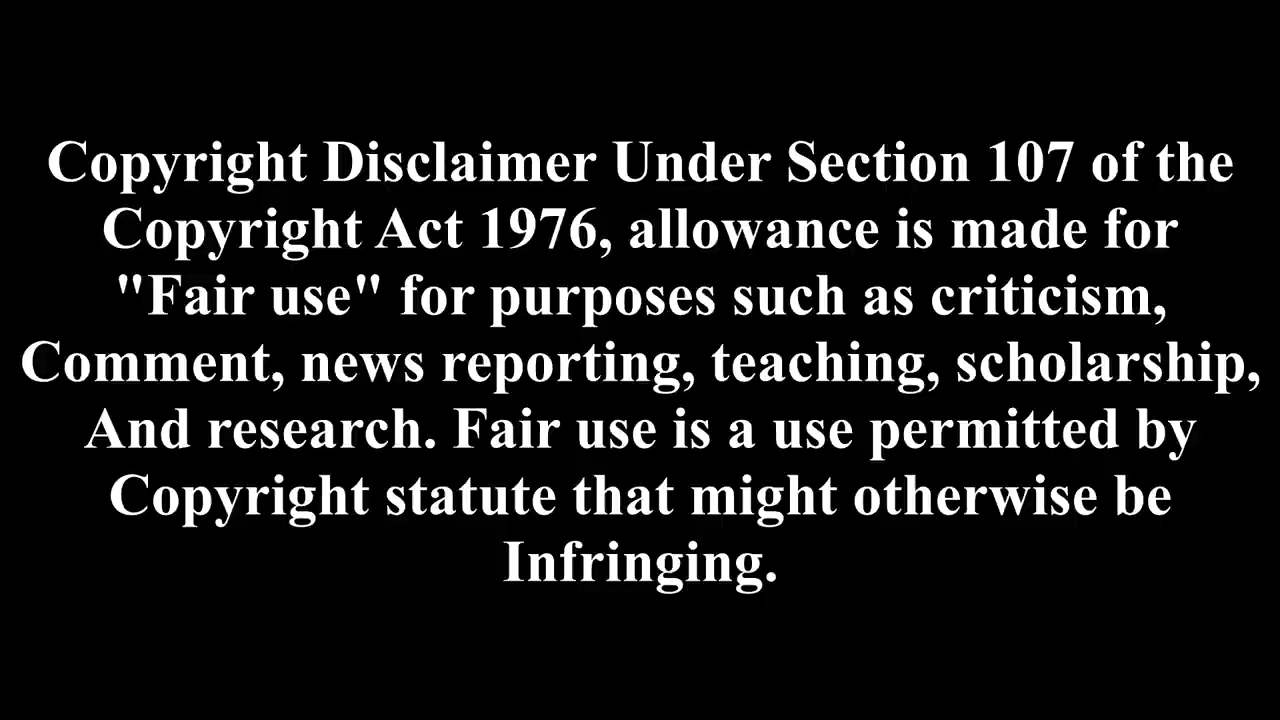 Copyright Disclaimer Under Section 107 of the
Copyright Act 1976, allowance is made for
"Fair use" for purposes such as criticism,
Comment, news reporting, teaching, scholarship,
And research. Fair use is a use permitted by
Copyright statute that might otherwise be
Infringing.